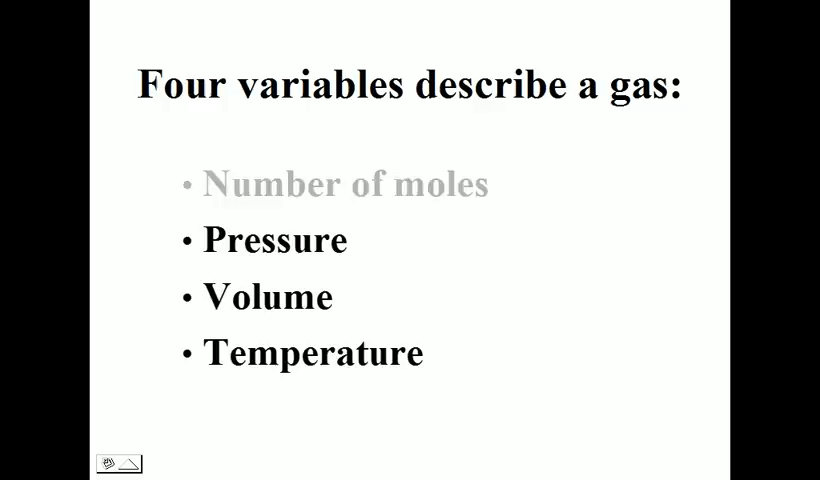 Four variables describe a gas:
• Number of moles
• Pressure
• Volume
• Temperature